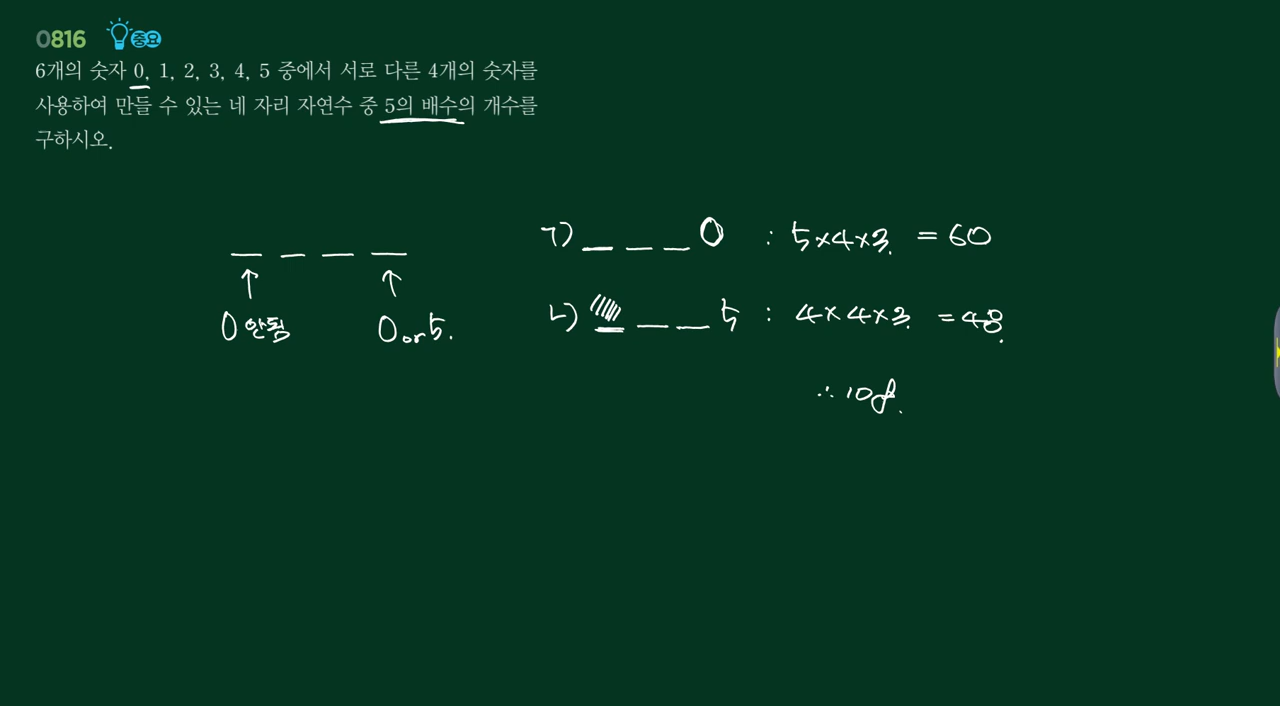 0816 중요
6개의 숫자 0, 1, 2, 3, 4, 5 중에서 서로 다른 4개의 숫자를
사용하여 만들 수 있는 네 자리 자연수 중 5의 배수의 개수를
구하시오.
ㄱ) _ _ _ 0 : 5×4×3 = 60
0 안됨 0 or 5.
ㄴ) _ _ _ 5 : 4×4×3 = 48.
∴ 108.